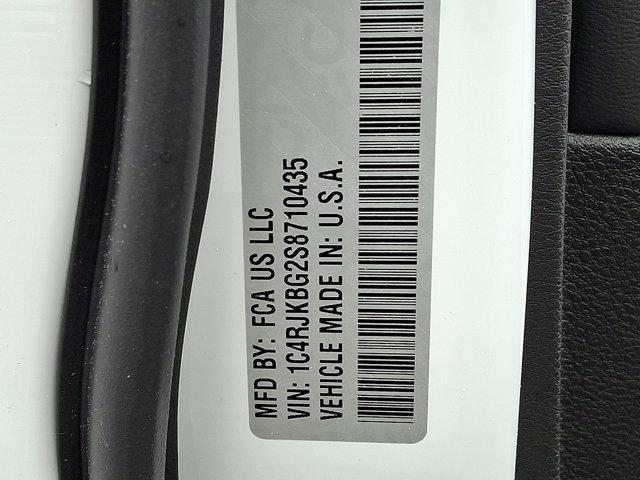 MFD BY: FCA US LLC
VIN: 1C4RJKBG2S8710435
VEHICLE MADE IN: U.S.A.